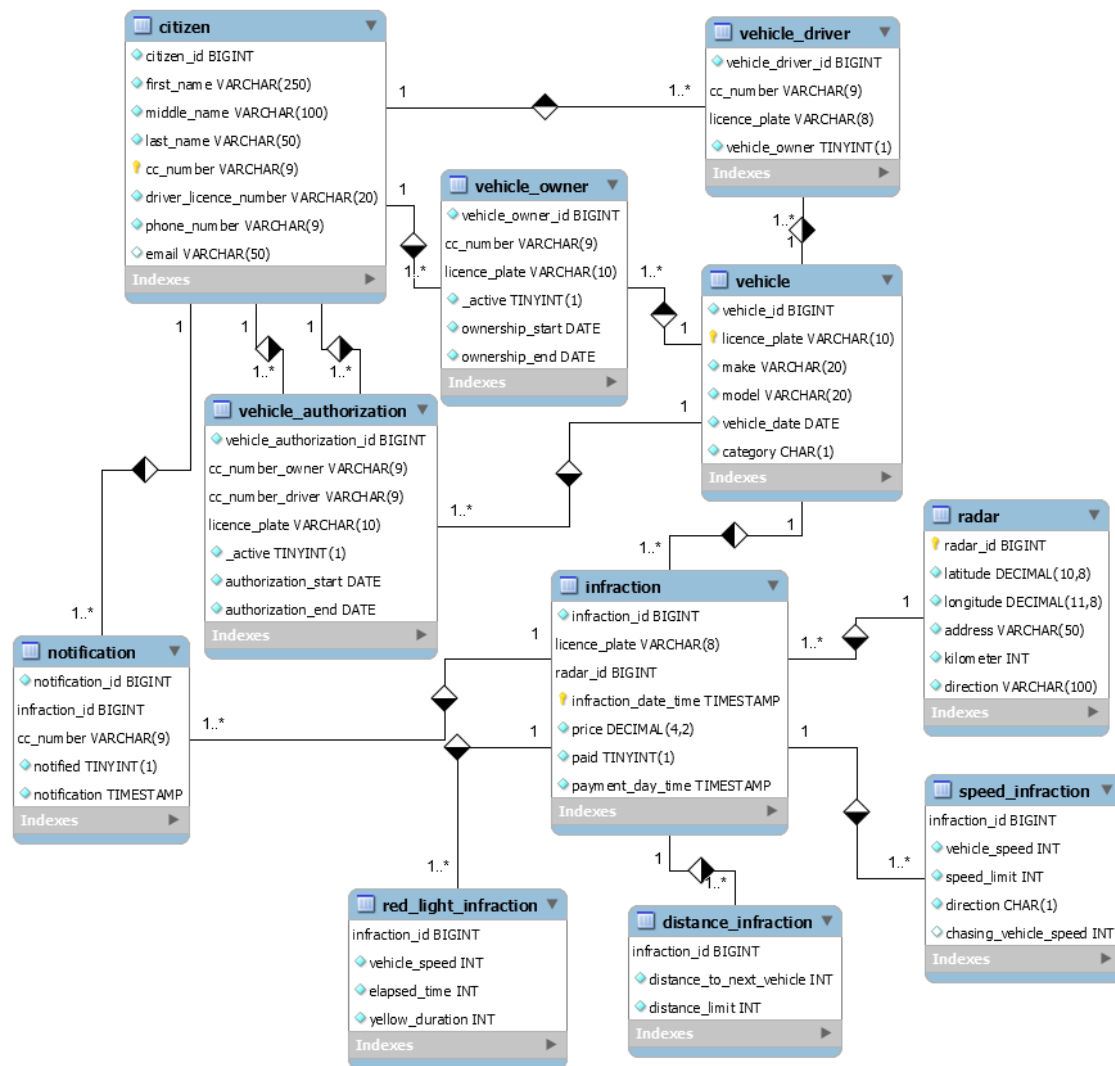 citizen
citizen_id BIGINT
first_name VARCHAR(250)
middle_name VARCHAR(100)
last_name VARCHAR(50)
cc_number VARCHAR(9)
driver_licence_number VARCHAR(20)
phone_number VARCHAR(9)
email VARCHAR(50)
Indexes
1
1..*
vehicle_driver
vehicle_driver_id BIGINT
cc_number VARCHAR(9)
licence_plate VARCHAR(8)
vehicle_owner TINYINT(1)
Indexes
1
1..*
vehicle_owner
vehicle_owner_id BIGINT
cc_number VARCHAR(9)
licence_plate VARCHAR(10)
_active TINYINT(1)
ownership_start DATE
ownership_end DATE
Indexes
1..*
1
1..*
1
vehicle
vehicle_id BIGINT
licence_plate VARCHAR(10)
make VARCHAR(20)
model VARCHAR(20)
vehicle_date DATE
category CHAR(1)
Indexes
1
1
1
1..*
1..*
vehicle_authorization
vehicle_authorization_id BIGINT
cc_number_owner VARCHAR(9)
cc_number_driver VARCHAR(9)
licence_plate VARCHAR(10)
_active TINYINT(1)
authorization_start DATE
authorization_end DATE
Indexes
1
1..*
1
1..*
radar
radar_id BIGINT
latitude DECIMAL(10,8)
longitude DECIMAL(11,8)
address VARCHAR(50)
kilometer INT
direction VARCHAR(100)
Indexes
infraction
infraction_id BIGINT
licence_plate VARCHAR(8)
radar_id BIGINT
infraction_date_time TIMESTAMP
price DECIMAL(4,2)
paid TINYINT(1)
payment_day_time TIMESTAMP
Indexes
1
1..*
1..*
notification
notification_id BIGINT
infraction_id BIGINT
cc_number VARCHAR(9)
notified TINYINT(1)
notification TIMESTAMP
Indexes
1
1..*
1
1..*
1
1..*
speed_infraction
infraction_id BIGINT
vehicle_speed INT
speed_limit INT
direction CHAR(1)
chasing_vehicle_speed INT
Indexes
1
1..*
red_light_infraction
infraction_id BIGINT
vehicle_speed INT
elapsed_time INT
yellow_duration INT
Indexes
distance_infraction
infraction_id BIGINT
distance_to_next_vehicle INT
distance_limit INT
Indexes